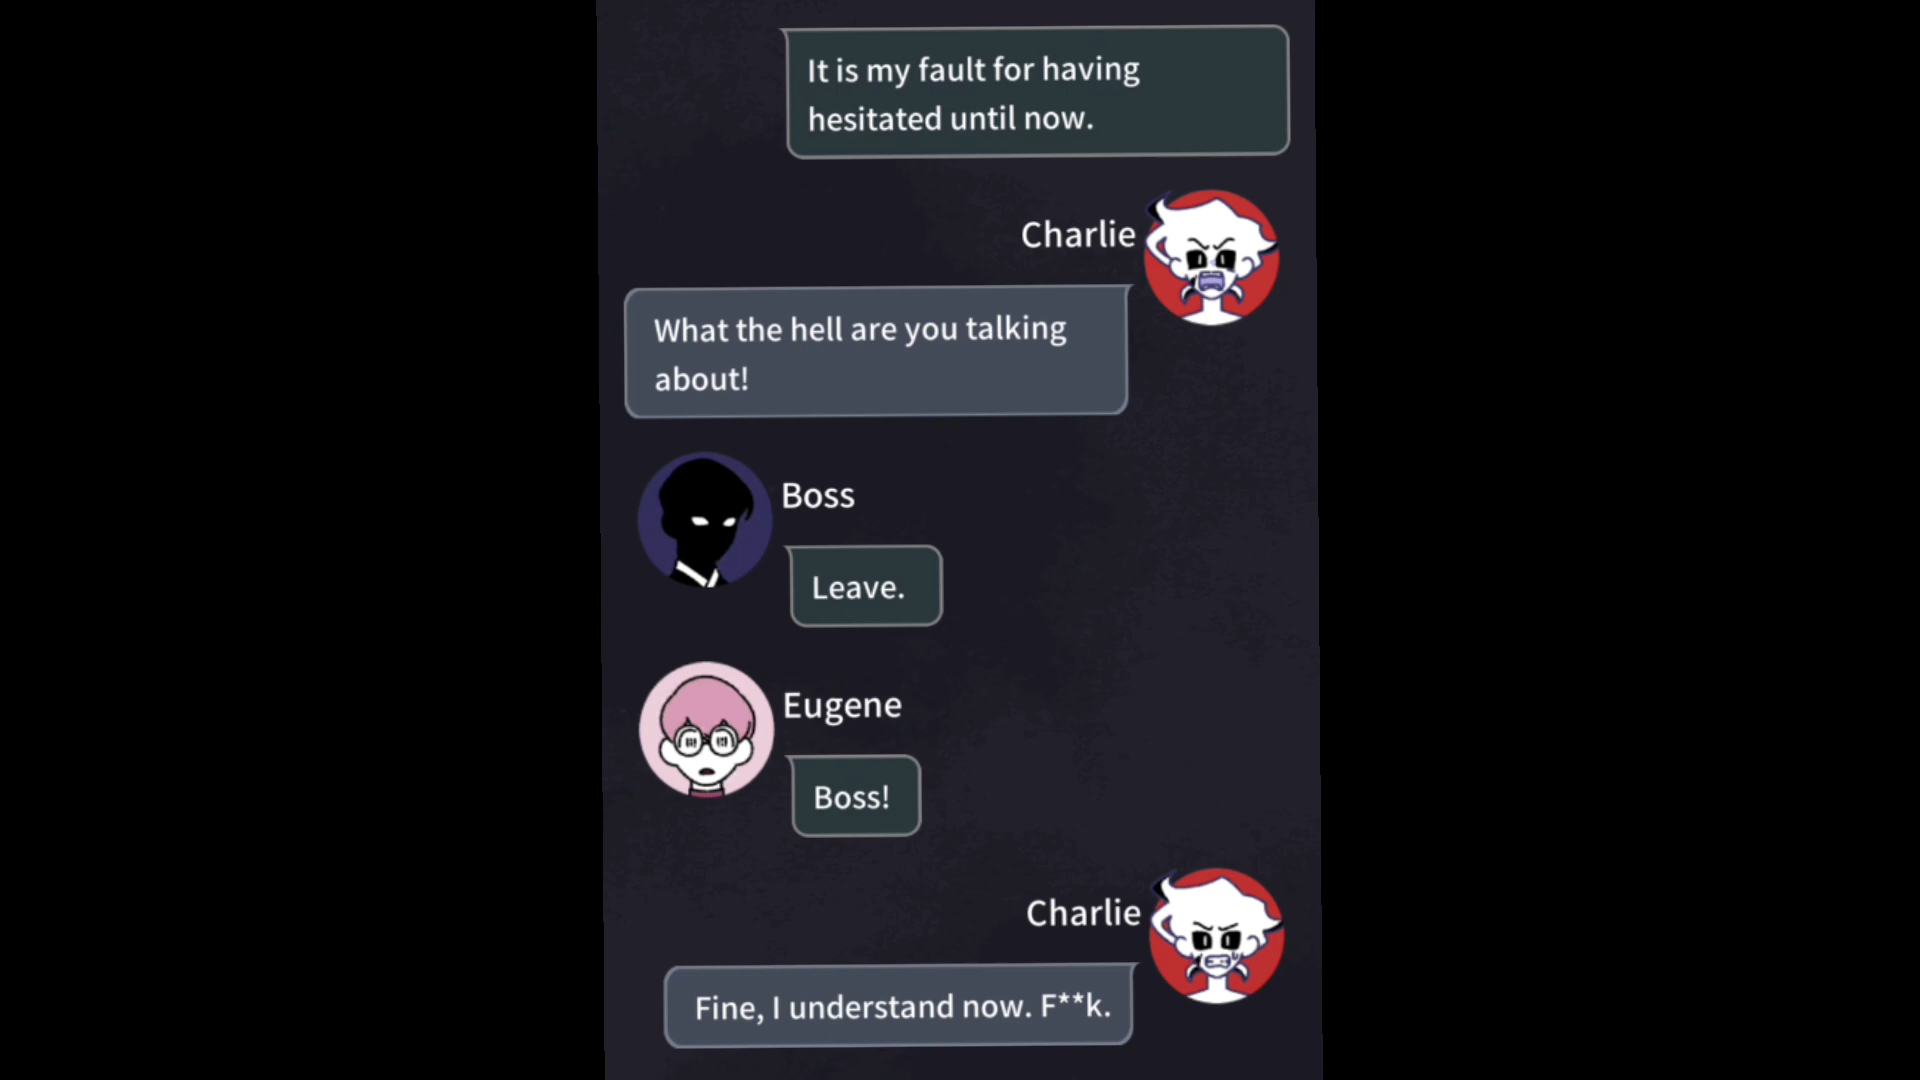 It is my fault for having
hesitated until now.
Charlie
What the hell are you talking
about!
Boss
Leave.
Eugene
Boss!
Charlie
Fine, I understand now. F**k.